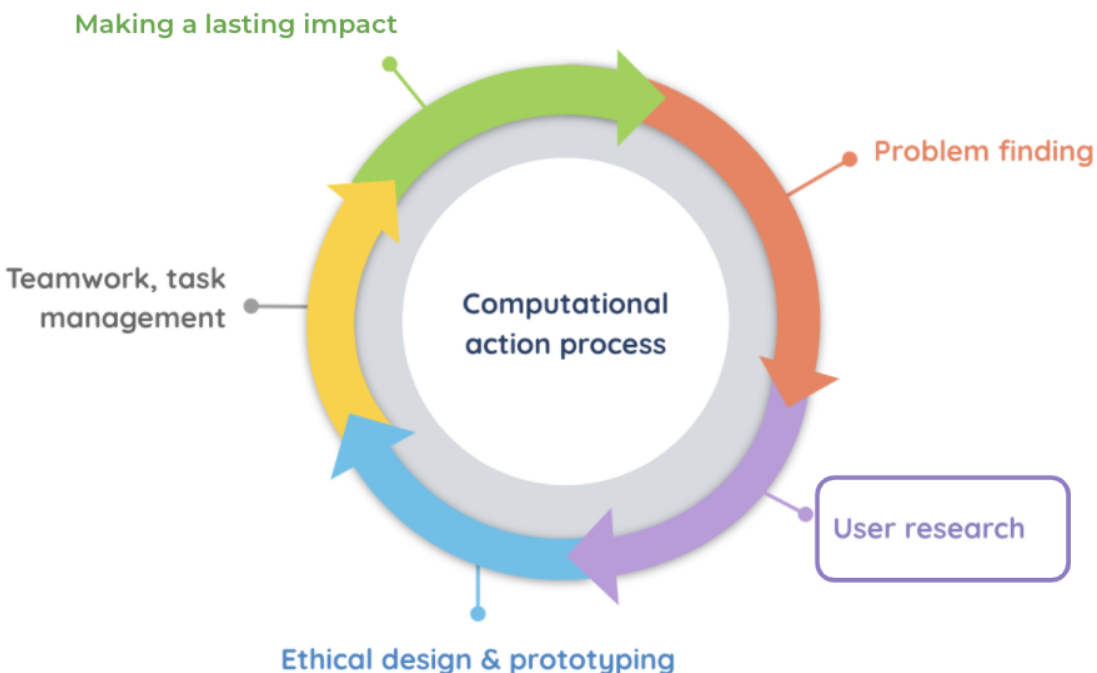 Making a lasting impact
Problem finding
Teamwork, task
management
Computational
action process
User research
Ethical design & prototyping